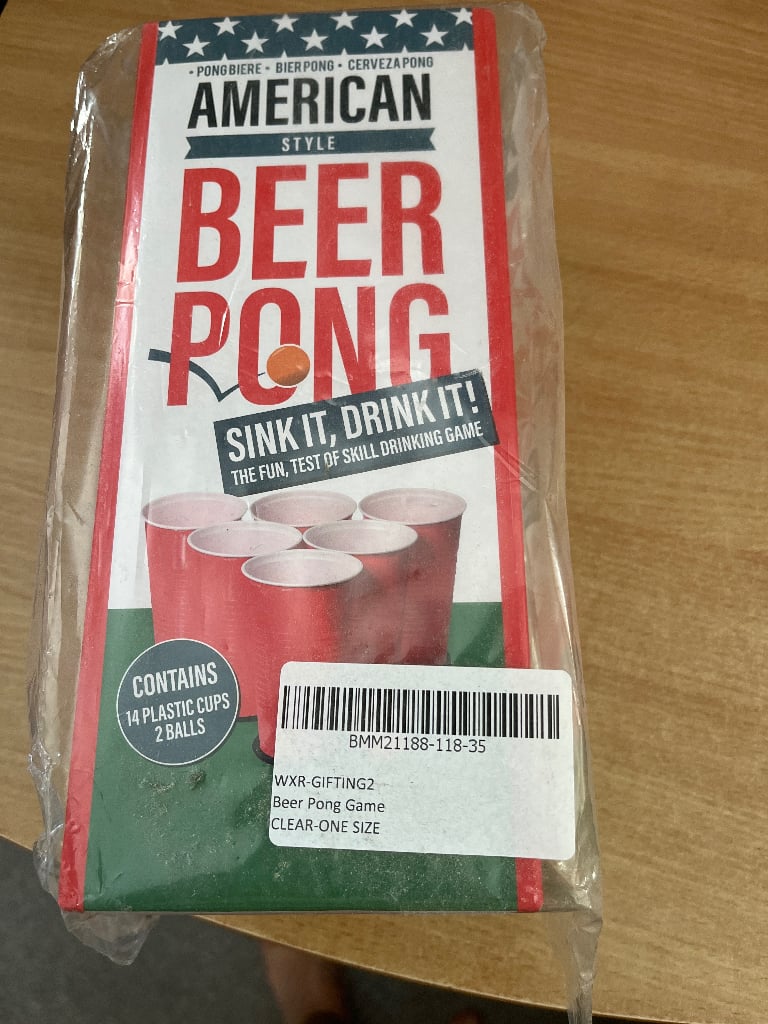 • PONG BIERE • BIER PONG • CERVEZA PONG
AMERICAN
STYLE
BEER
PONG
SINK IT, DRINK IT!
THE FUN, TEST OF SKILL DRINKING GAME
CONTAINS
14 PLASTIC CUPS
2 BALLS
BMM21188-118-35
WXR-GIFTING2
Beer Pong Game
CLEAR-ONE SIZE